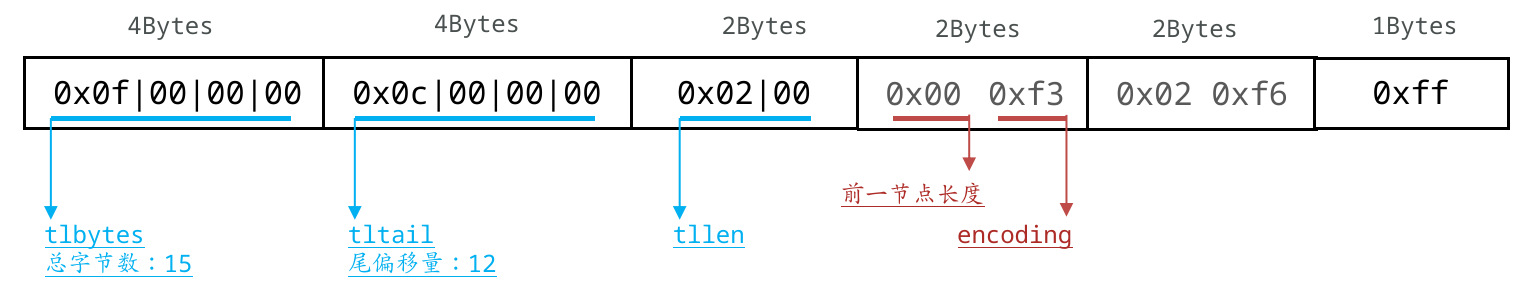 4Bytes 4Bytes 2Bytes 2Bytes 2Bytes 1Bytes
0x0f|00|00|00 0x0c|00|00|00 0x02|00 0x00 0xf3 0x02 0xf6 0xff
前一节点长度
tlbytes tltail tllen encoding
总字节数：15 尾偏移量：12